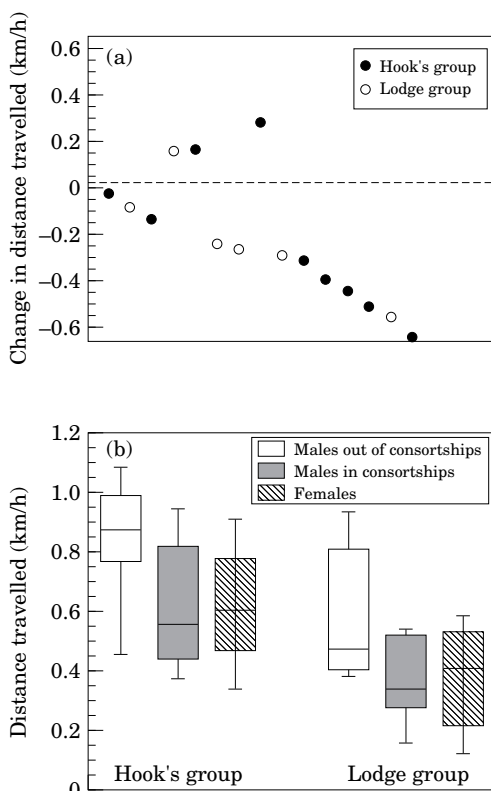 0.6
(a)
Hook's group
Lodge group
0.4
0.2
0
–0.2
–0.4
–0.6
Change in distance travelled (km/h)
1.2
(b)
Males out of consortships
Males in consortships
Females
1.0
0.8
0.6
0.4
0.2
0
Distance travelled (km/h)
Hook's group
Lodge group